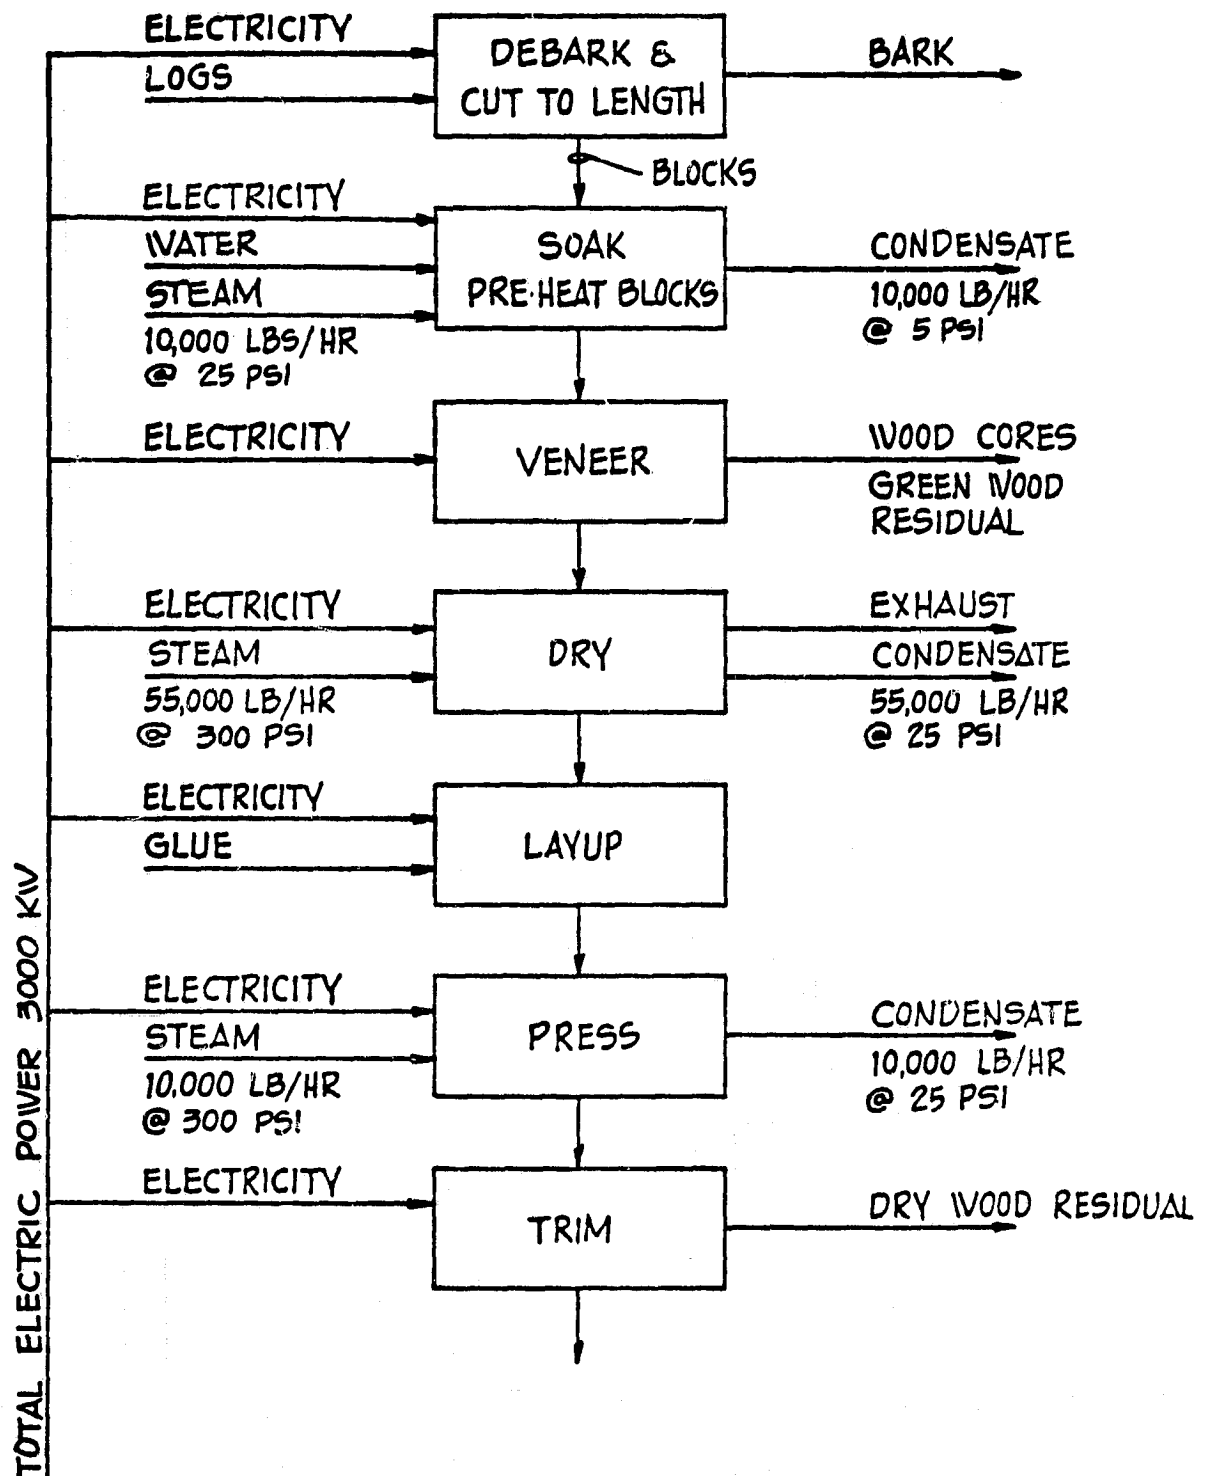 ELECTRICITY
LOGS
DEBARK &
CUT TO LENGTH
BARK
BLOCKS
ELECTRICITY
WATER
STEAM
10,000 LBS/HR
@ 25 PSI
SOAK
PRE-HEAT BLOCKS
CONDENSATE
10,000 LB/HR
@ 5 PSI
ELECTRICITY
VENEER
WOOD CORES
GREEN WOOD
RESIDUAL
ELECTRICITY
STEAM
55,000 LB/HR
@ 300 PSI
DRY
EXHAUST
CONDENSATE
55,000 LB/HR
@ 25 PSI
ELECTRICITY
GLUE
LAYUP
ELECTRICITY
STEAM
10,000 LB/HR
@ 300 PSI
PRESS
CONDENSATE
10,000 LB/HR
@ 25 PSI
ELECTRICITY
TRIM
DRY WOOD RESIDUAL
TOTAL ELECTRIC POWER 3000 KW